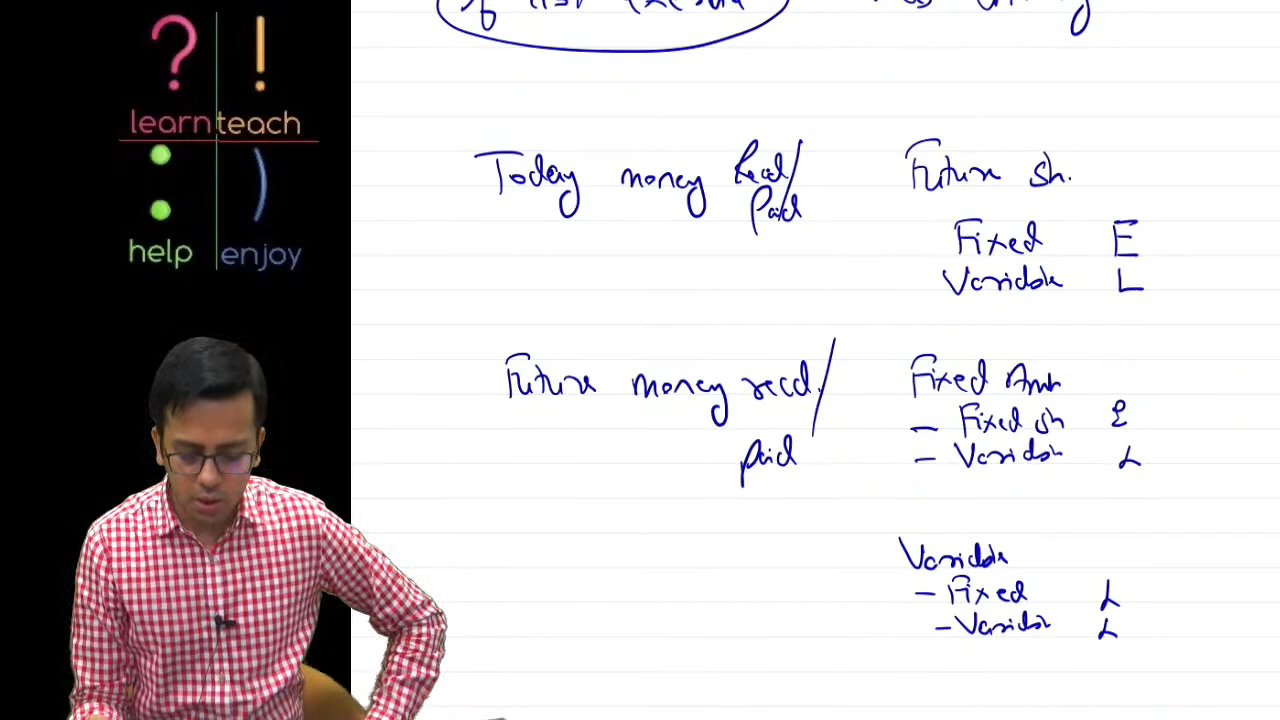 ? !
learn teach
: )
help enjoy
Today money Recd/ Future sh.
Paid
Fixed E
Variable L
Future money recd./ Fixed Amt
- Fixed sh E
paid - Variable L
Variable
- Fixed L
- Variable L